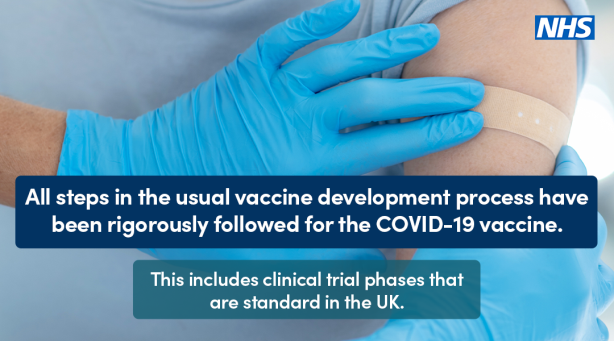 NHS
All steps in the usual vaccine development process have
been rigorously followed for the COVID-19 vaccine.
This includes clinical trial phases that
are standard in the UK.